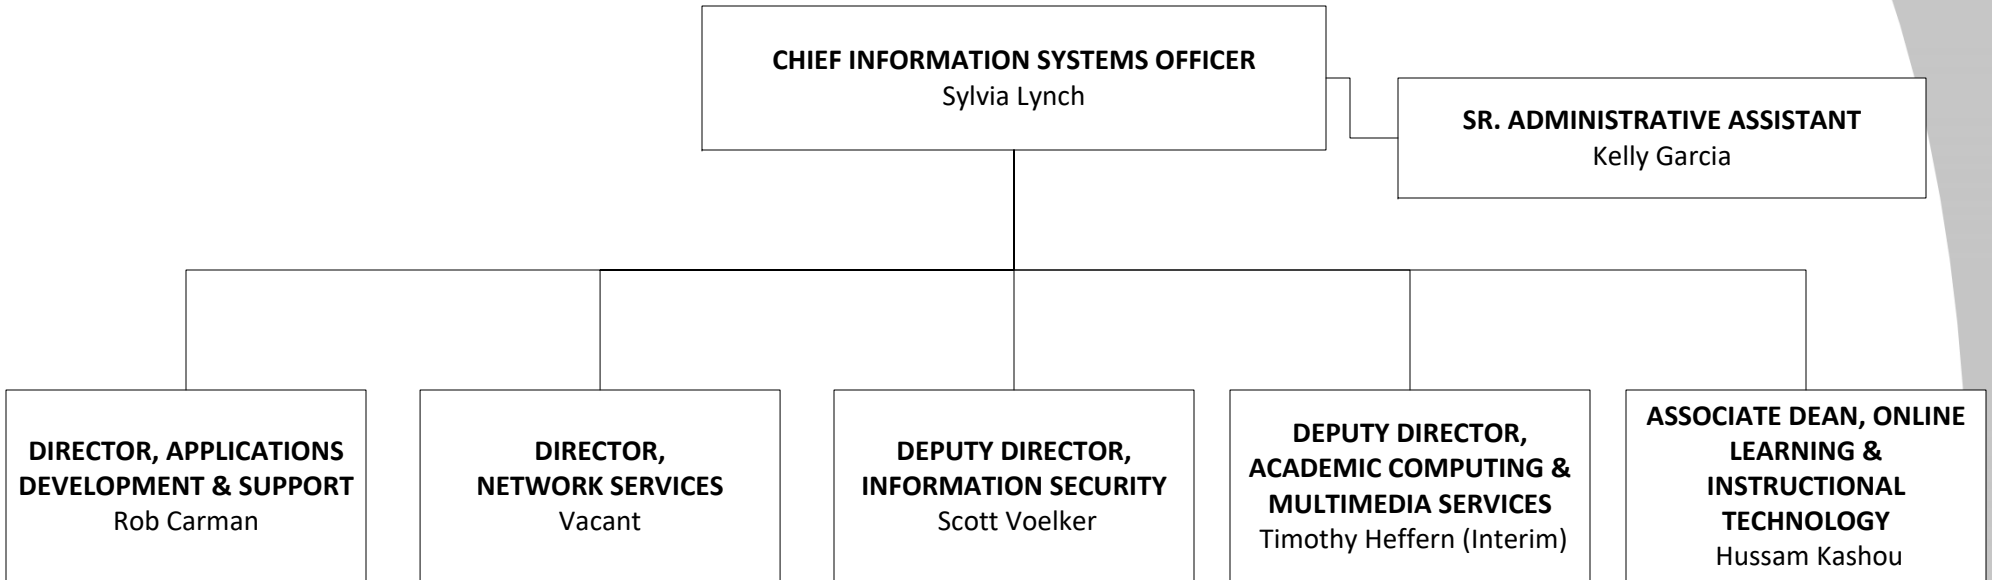 CHIEF INFORMATION SYSTEMS OFFICER
Sylvia Lynch
SR. ADMINISTRATIVE ASSISTANT
Kelly Garcia
DIRECTOR, APPLICATIONS
DEVELOPMENT & SUPPORT
Rob Carman
DIRECTOR,
NETWORK SERVICES
Vacant
DEPUTY DIRECTOR,
INFORMATION SECURITY
Scott Voelker
DEPUTY DIRECTOR,
ACADEMIC COMPUTING &
MULTIMEDIA SERVICES
Timothy Heffern (Interim)
ASSOCIATE DEAN, ONLINE
LEARNING &
INSTRUCTIONAL
TECHNOLOGY
Hussam Kashou